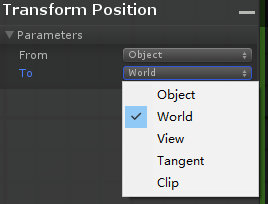 Transform Position
Parameters
From Object
To World
Object
World
View
Tangent
Clip